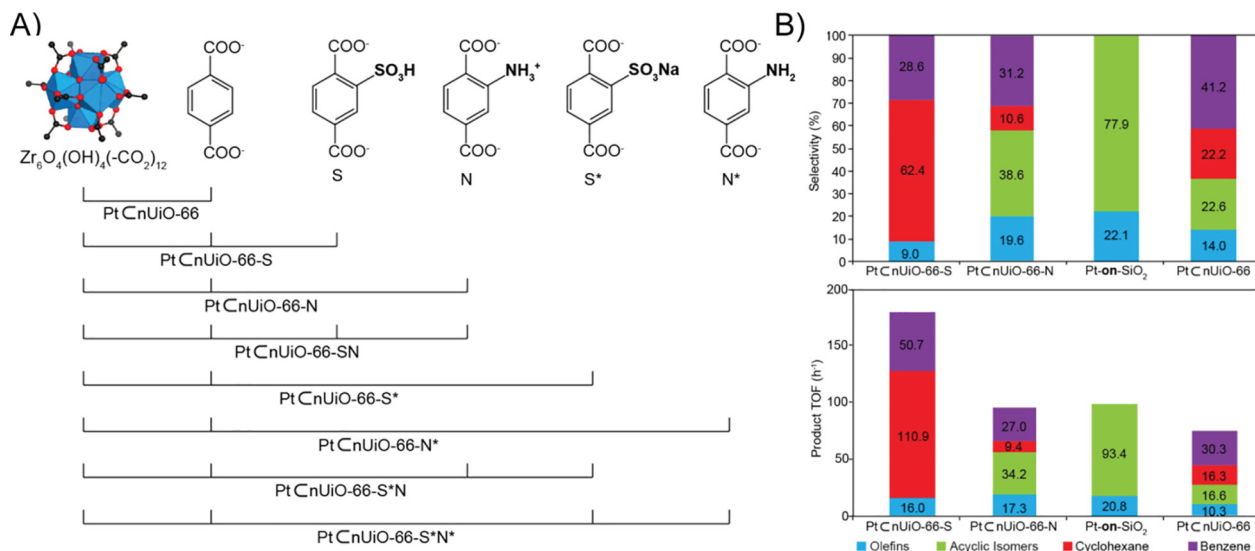 A)
COO⁻ COO⁻ COO⁻ COO⁻ COO⁻
SO₃H NH₃⁺ SO₃Na NH₂
COO⁻ COO⁻ COO⁻ COO⁻ COO⁻
Zr₆O₄(OH)₄(-CO₂)₁₂
S N S* N*
Pt⊂nUiO-66
Pt⊂nUiO-66-S
Pt⊂nUiO-66-N
Pt⊂nUiO-66-SN
Pt⊂nUiO-66-S*
Pt⊂nUiO-66-N*
Pt⊂nUiO-66-S*N
Pt⊂nUiO-66-S*N*
B)
Selectivity (%)
100
90
80
70
60
50
40
30
20
10
0
28.6 31.2 41.2
10.6 77.9
62.4 38.6 22.2
22.6
9.0 19.6 22.1 14.0
Pt⊂nUiO-66-S Pt⊂nUiO-66-N Pt-on-SiO₂ Pt⊂nUiO-66
Product TOF (h⁻¹)
200
150
100
50
0
50.7
110.9 27.0 93.4 30.3
9.4 16.3
34.2 16.6
16.0 17.3 20.8 10.3
Pt⊂nUiO-66-S Pt⊂nUiO-66-N Pt-on-SiO₂ Pt⊂nUiO-66
Olefins Acyclic Isomers Cyclohexane Benzene